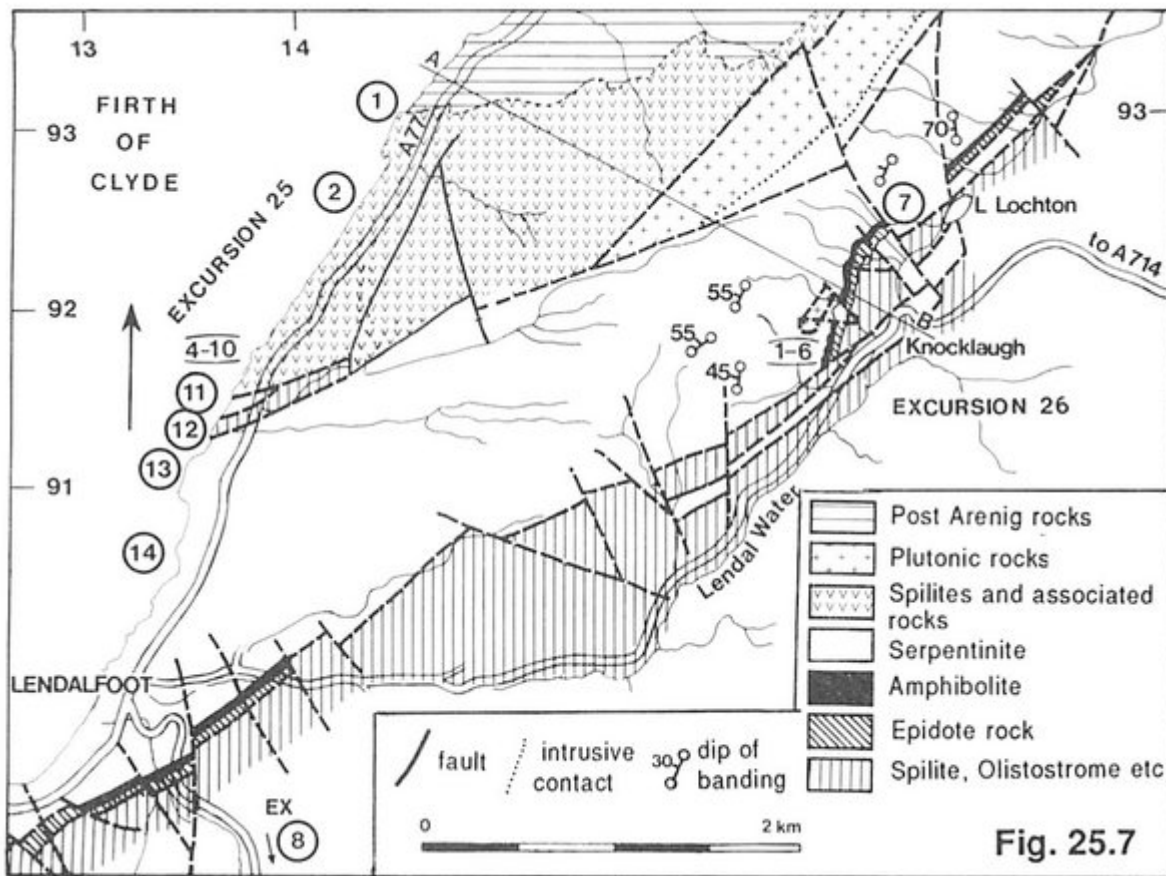 13
14
FIRTH
OF
CLYDE
93
92
91
93
A
A77
1
2
EXCURSION 25
4-10
11
12
13
14
70
7
L Lochton
to A714
55
55
45
1-6
B
Knocklaugh
EXCURSION 26
Lendal Water
LENDALFOOT
EX
8
Post Arenig rocks
Plutonic rocks
Spilites and associated
rocks
Serpentinite
Amphibolite
Epidote rock
Spilite, Olistostrome etc
fault
intrusive
contact
30
dip of
banding
0
2 km
Fig. 25.7